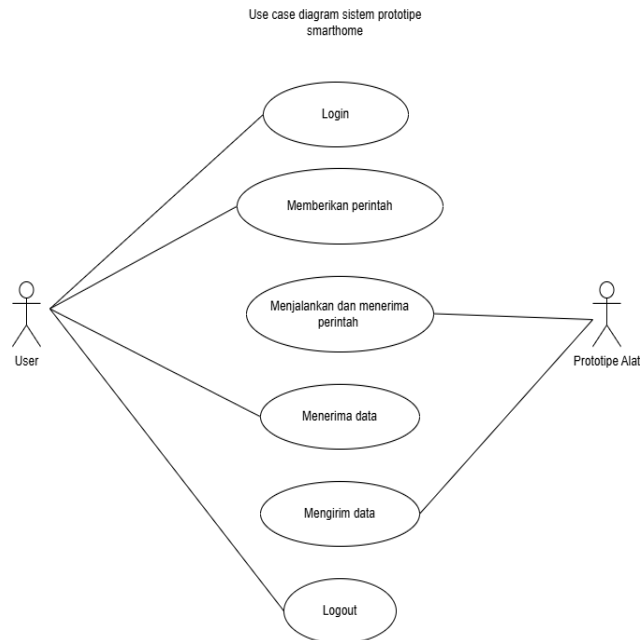 Use case diagram sistem prototipe
smarthome
Login
Memberikan perintah
Menjalankan dan menerima
perintah
User
Prototipe Alat
Menerima data
Mengirim data
Logout